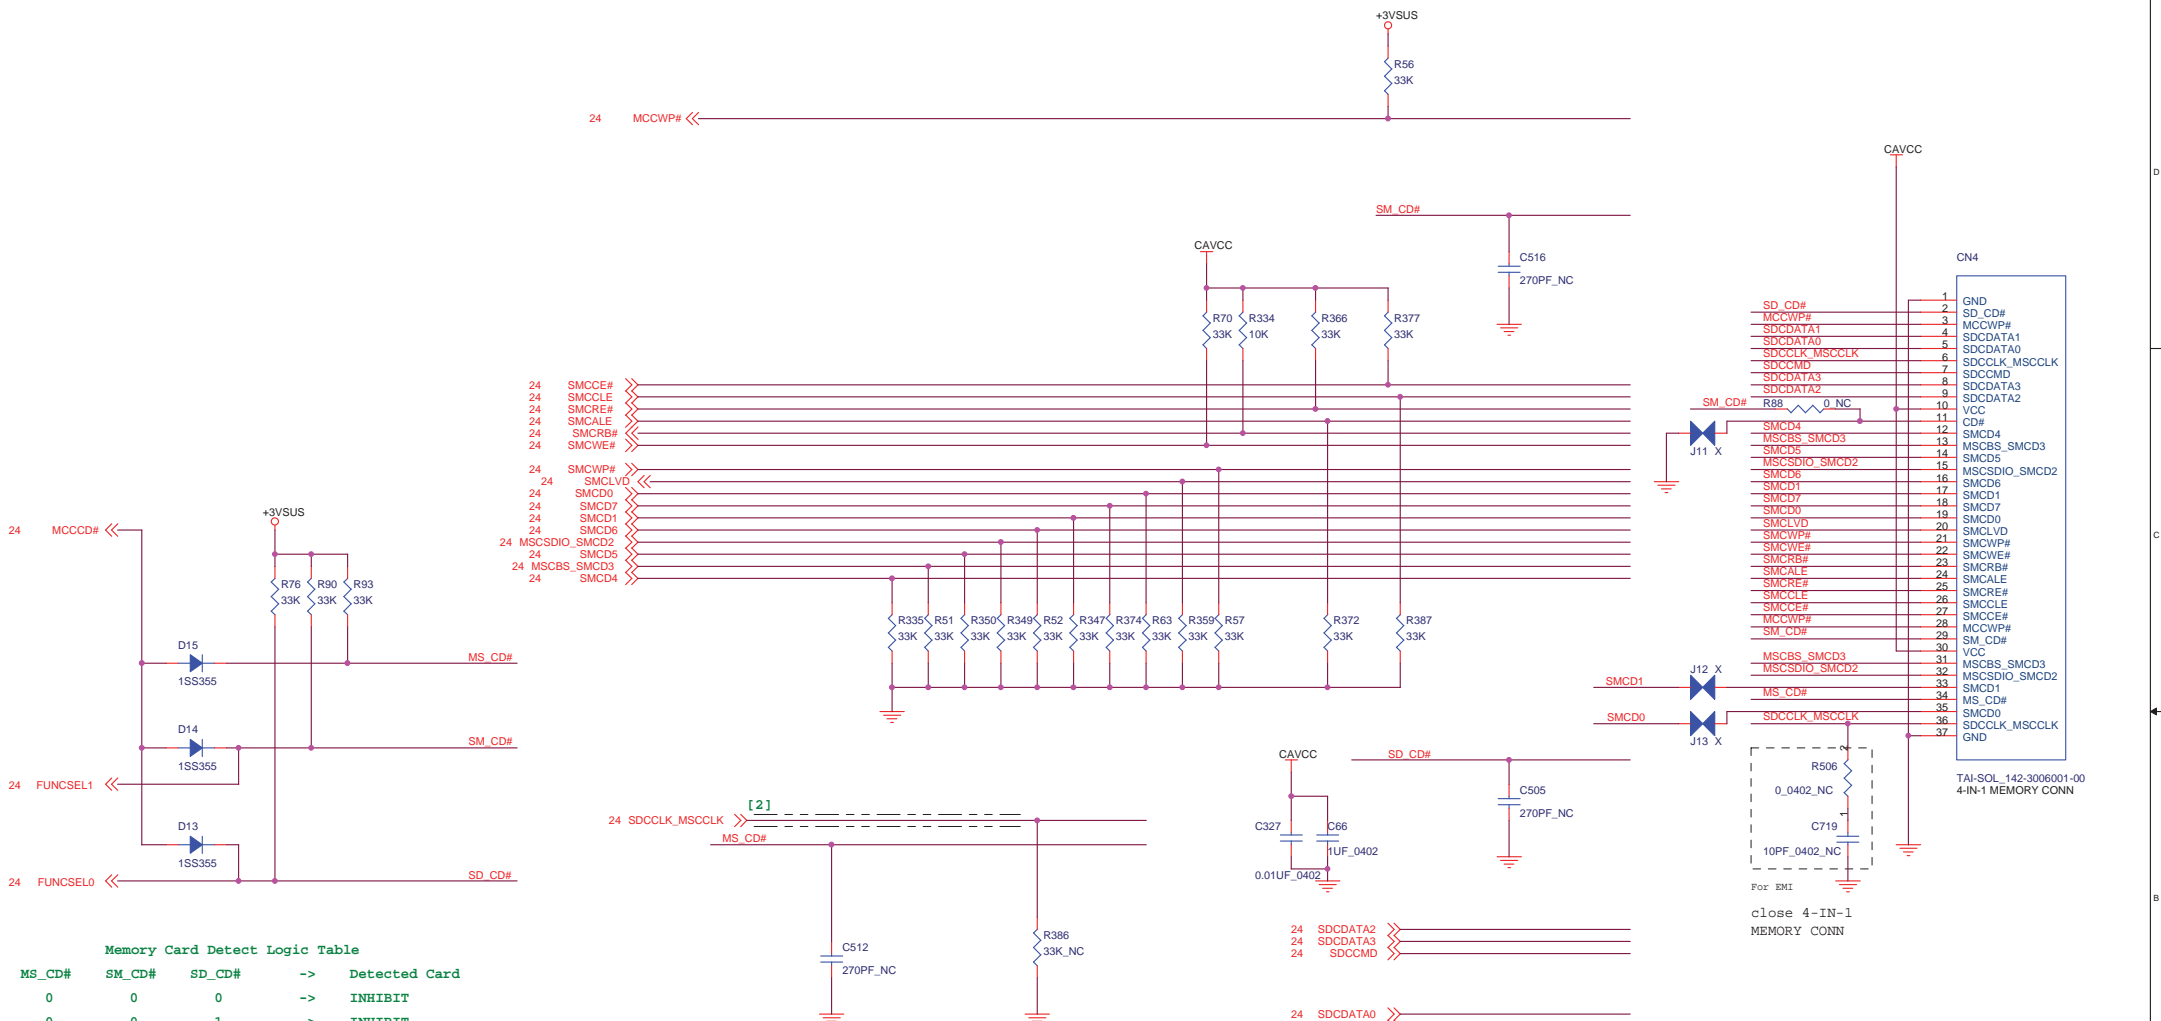 +3VSUS
R56
33K
24 MCCWP#
CAVCC
D
SM_CD#
CAVCC
C516
270PF_NC
CN4
R70
33K
R334
10K
R366
33K
R377
33K
24 SMCCE#
24 SMCCLE
24 SMCRE#
24 SMCALE
24 SMCRB#
24 SMCWE#
24 SMCWP#
24 SMCLVD
24 SMCD0
24 SMCD7
24 SMCD1
24 SMCD6
24 MSCSDIO_SMCD2
24 SMCD5
24 MSCBS_SMCD3
24 SMCD4
1 GND
SD_CD# 2 SD_CD#
MCCWP# 3 MCCWP#
SDCDATA1 4 SDCDATA1
SDCDATA0 5 SDCDATA0
SDCCLK_MSCCLK 6 SDCCLK_MSCCLK
SDCCMD 7 SDCCMD
SDCDATA3 8 SDCDATA3
SDCDATA2 9 SDCDATA2
SM_CD# R88 0_NC 10 VCC
11 CD#
SMCD4 12 SMCD4
MSCBS_SMCD3 13 MSCBS_SMCD3
J11 X
SMCD5 14 SMCD5
MSCSDIO_SMCD2 15 MSCSDIO_SMCD2
SMCD6 16 SMCD6
SMCD1 17 SMCD1
SMCD7 18 SMCD7
SMCD0 19 SMCD0
SMCLVD 20 SMCLVD
SMCWP# 21 SMCWP#
SMCWE# 22 SMCWE#
SMCRB# 23 SMCRB#
SMCALE 24 SMCALE
SMCRE# 25 SMCRE#
SMCCLE 26 SMCCLE
SMCCE# 27 SMCCE#
MCCWP# 28 MCCWP#
SM_CD# 29 SM_CD#
30 VCC
MSCBS_SMCD3 31 MSCBS_SMCD3
MSCSDIO_SMCD2 32 MSCSDIO_SMCD2
SMCD1 J12 X 33 SMCD1
MS_CD# 34 MS_CD#
SMCD0 J13 X 35 SMCD0
SDCCLK_MSCCLK 36 SDCCLK_MSCCLK
37 GND
TAI-SOL_142-3006001-00
4-IN-1 MEMORY CONN
C
24 MCCCD#
+3VSUS
R76
33K
R90
33K
R93
33K
D15
1SS355
MS_CD#
D14
1SS355
SM_CD#
24 FUNCSEL1
D13
1SS355
24 FUNCSEL0
SD_CD#
R335
33K
R51
33K
R350
33K
R349
33K
R52
33K
R347
33K
R374
33K
R63
33K
R359
33K
R57
33K
R372
33K
R387
33K
CAVCC
SD_CD#
C505
270PF_NC
C327
0.01UF_0402
C66
1UF_0402
2
R506
0_0402_NC
1
C719
10PF_0402_NC
For EMI
close 4-IN-1
MEMORY CONN
B
[2]
24 SDCCLK_MSCCLK
MS_CD#
C512
270PF_NC
R386
33K_NC
24 SDCDATA2
24 SDCDATA3
24 SDCCMD
24 SDCDATA0
Memory Card Detect Logic Table
MS_CD# SM_CD# SD_CD# -> Detected Card
0 0 0 -> INHIBIT
0 0 1 -> INHIBIT